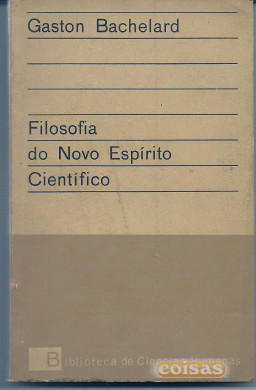 Gaston Bachelard
Filosofia
do Novo Espírito
Científico
Biblioteca de Ciências Humanas
coisas